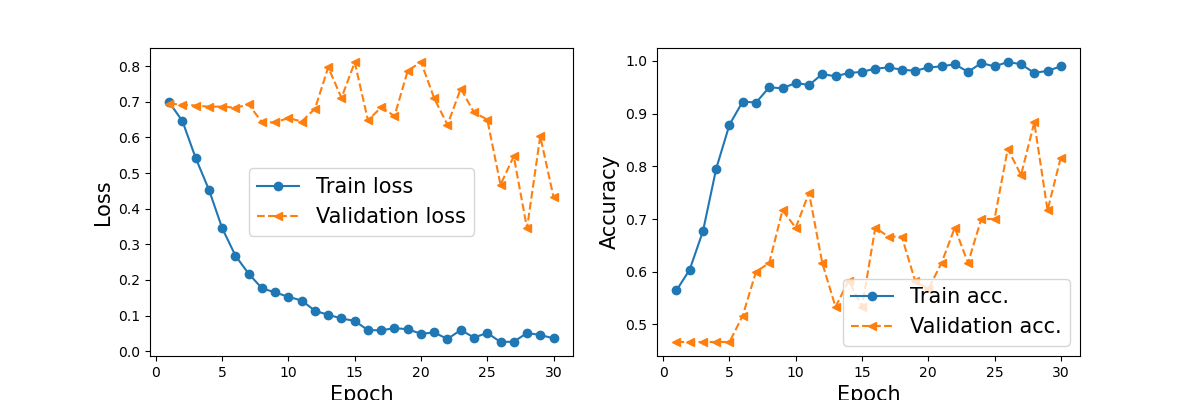 Loss
0.8
0.7
0.6
0.5
0.4
0.3
0.2
0.1
0.0
Train loss
Validation loss
0 5 10 15 20 25 30
Epoch
Accuracy
1.0
0.9
0.8
0.7
0.6
0.5
Train acc.
Validation acc.
0 5 10 15 20 25 30
Epoch